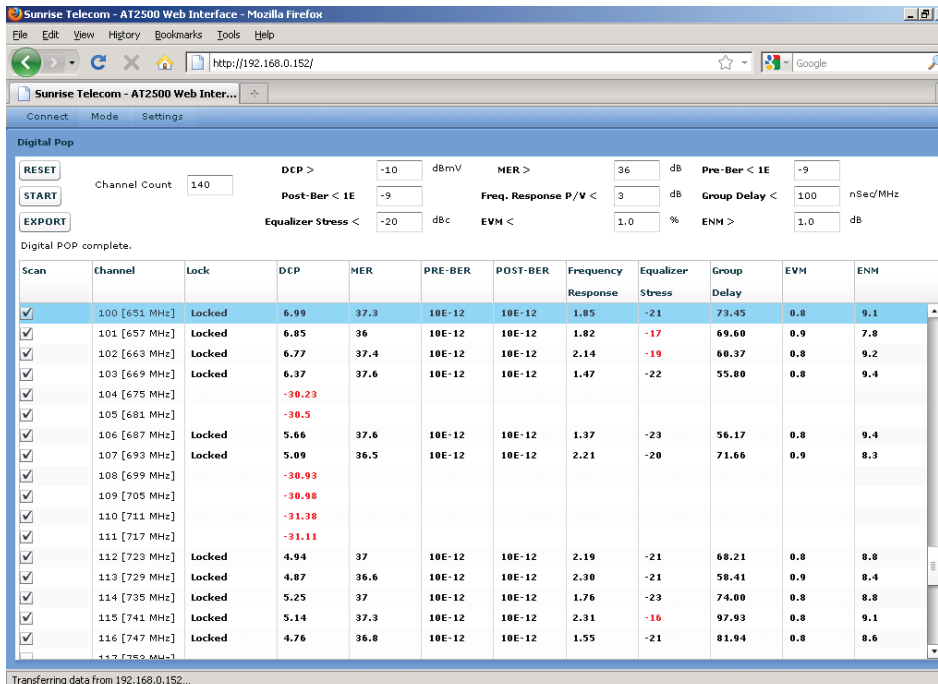 Sunrise Telecom - AT2500 Web Interface - Mozilla Firefox
File Edit View History Bookmarks Tools Help
http://192.168.0.152/ Google
Sunrise Telecom - AT2500 Web Inter...
Connect Mode Settings
Digital Pop
RESET DCP > -10 dBmV MER > 36 dB Pre-Ber < 1E -9
Channel Count 140
START Post-Ber < 1E -9 Freq. Response P/V < 3 dB Group Delay < 100 nSec/MHz
EXPORT Equalizer Stress < -20 dBc EVM < 1.0 % ENM > 1.0 dB
Digital POP complete.
Scan Channel Lock DCP MER PRE-BER POST-BER Frequency Equalizer Group EVM ENM
Response Stress Delay
100 [651 MHz] Locked 6.99 37.3 10E-12 10E-12 1.85 -21 73.45 0.8 9.1
101 [657 MHz] Locked 6.85 36 10E-12 10E-12 1.82 -17 69.60 0.9 7.8
102 [663 MHz] Locked 6.77 37.4 10E-12 10E-12 2.14 -19 60.37 0.8 9.2
103 [669 MHz] Locked 6.37 37.6 10E-12 10E-12 1.47 -22 55.80 0.8 9.4
104 [675 MHz] -30.23
105 [681 MHz] -30.5
106 [687 MHz] Locked 5.66 37.6 10E-12 10E-12 1.37 -23 56.17 0.8 9.4
107 [693 MHz] Locked 5.09 36.5 10E-12 10E-12 2.21 -20 71.66 0.9 8.3
108 [699 MHz] -30.93
109 [705 MHz] -30.98
110 [711 MHz] -31.38
111 [717 MHz] -31.11
112 [723 MHz] Locked 4.94 37 10E-12 10E-12 2.19 -21 68.21 0.8 8.8
113 [729 MHz] Locked 4.87 36.6 10E-12 10E-12 2.30 -21 58.41 0.9 8.4
114 [735 MHz] Locked 5.25 37 10E-12 10E-12 1.76 -23 74.00 0.8 8.8
115 [741 MHz] Locked 5.14 37.3 10E-12 10E-12 2.31 -16 97.93 0.8 9.1
116 [747 MHz] Locked 4.76 36.8 10E-12 10E-12 1.55 -21 81.94 0.8 8.6
117 [753 MHz]
Transferring data from 192.168.0.152...